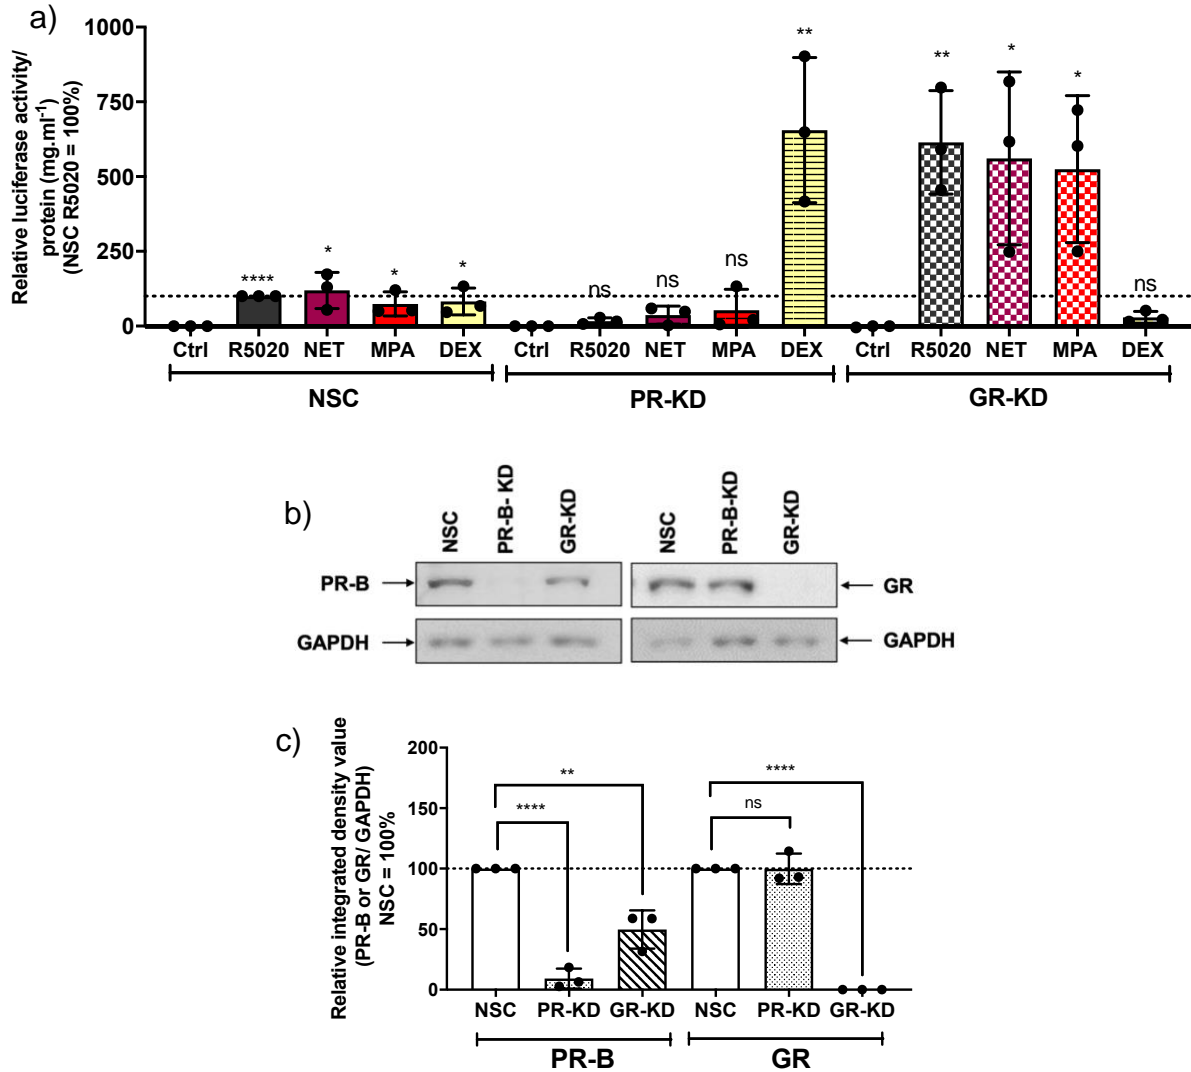 a)
Relative luciferase activity/
protein (mg.ml⁻¹)
(NSC R5020 = 100%)
1000
750
500
250
0
****
*
*
*
ns
ns
ns
**
**
*
*
ns
Ctrl R5020 NET MPA DEX Ctrl R5020 NET MPA DEX Ctrl R5020 NET MPA DEX
NSC PR-KD GR-KD
b)
NSC PR-B- KD GR-KD NSC PR-B-KD GR-KD
PR-B GR
GAPDH GAPDH
c)
Relative integrated density value
(PR-B or GR/ GAPDH)
NSC = 100%
200
150
100
50
0
**
****
****
ns
NSC PR-KD GR-KD NSC PR-KD GR-KD
PR-B GR